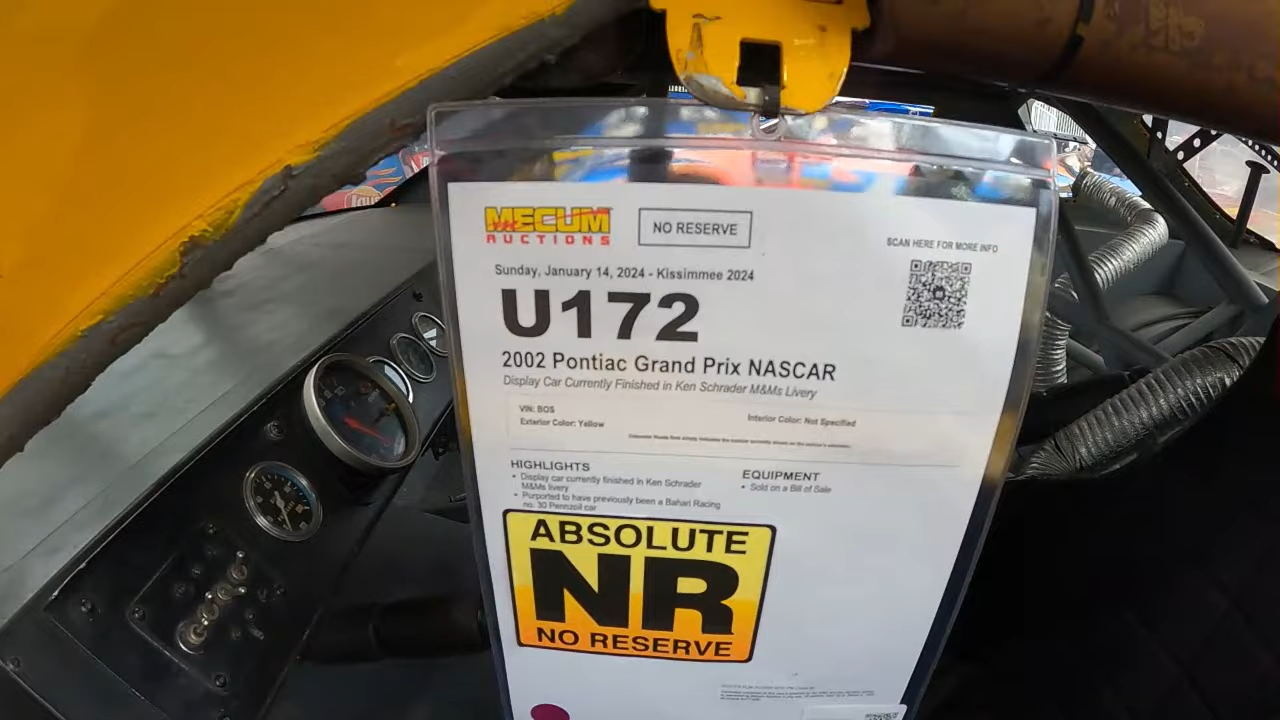 MECUM
AUCTIONS
NO RESERVE
SCAN HERE FOR MORE INFO
Sunday, January 14, 2024 - Kissimmee 2024
U172
2002 Pontiac Grand Prix NASCAR
Display Car Currently Finished in Ken Schrader M&Ms Livery
VIN: BOS
Interior Color: Not Specified
Exterior Color: Yellow
HIGHLIGHTS
• Display car currently finished in Ken Schrader
M&Ms livery
• Purported to have previously been a Bahari Racing
no. 30 Pennzoil car
EQUIPMENT
• Sold on a Bill of Sale
ABSOLUTE
NR
NO RESERVE